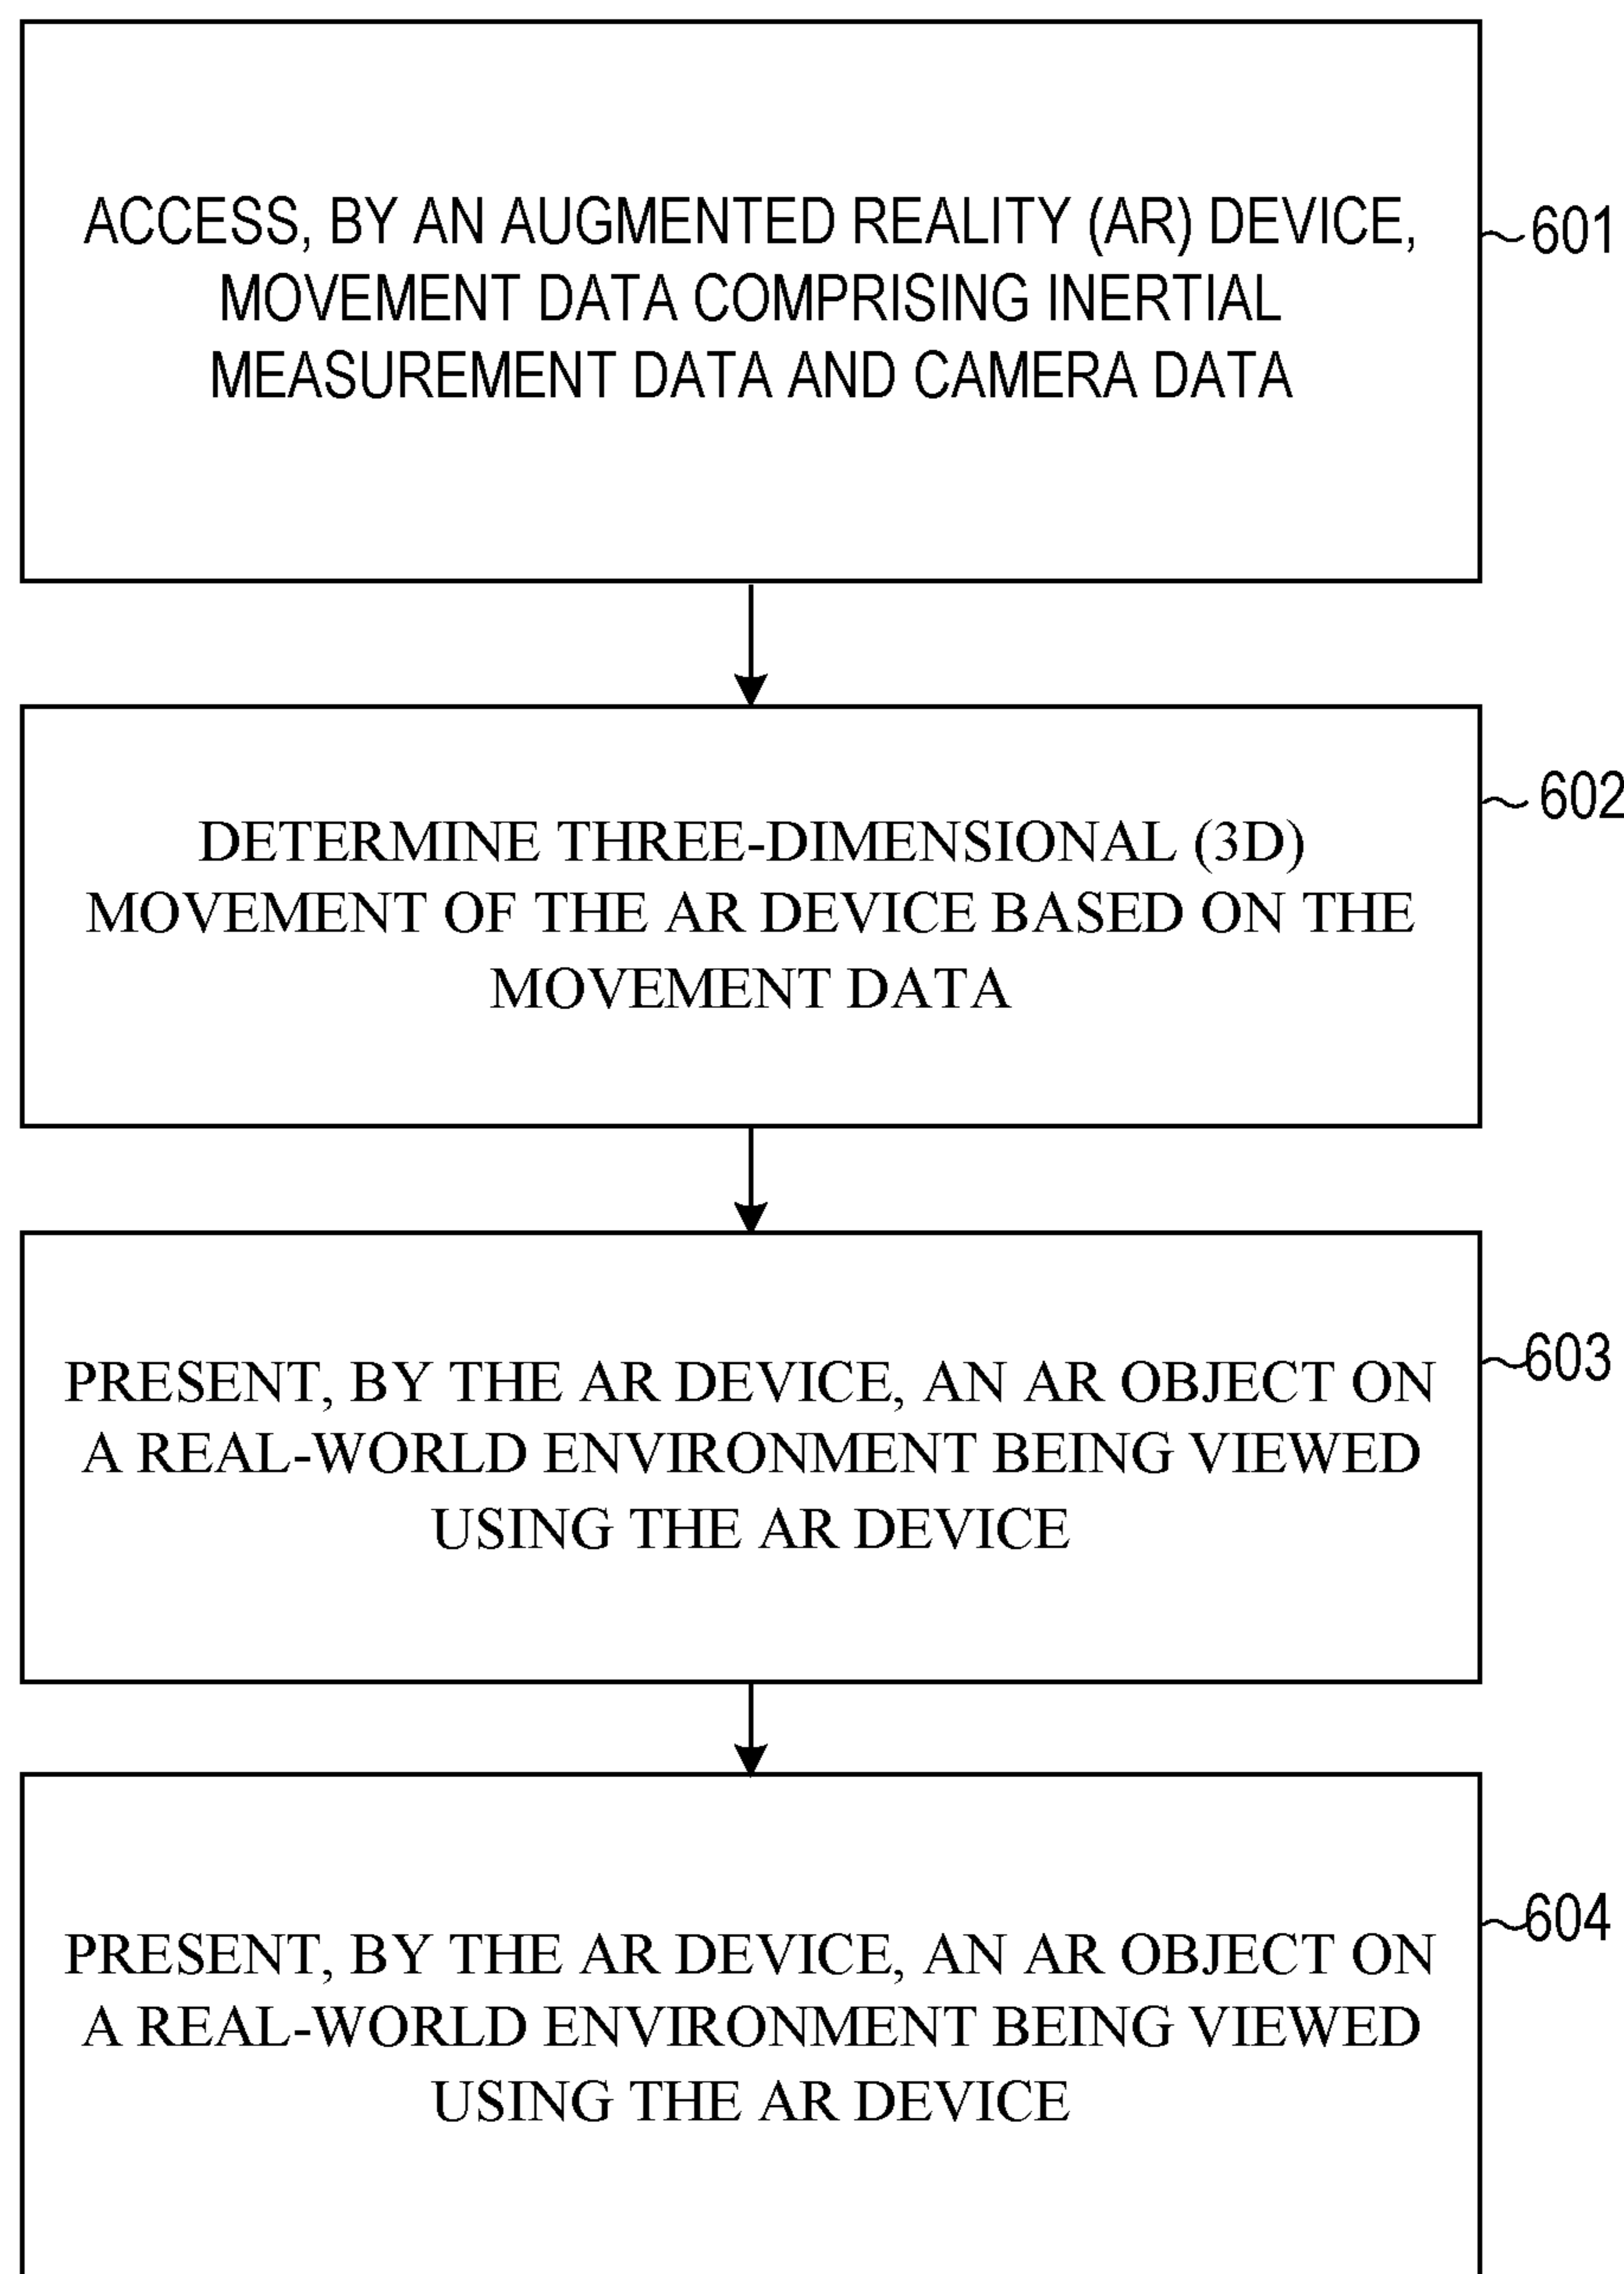 ACCESS, BY AN AUGMENTED REALITY (AR) DEVICE,
MOVEMENT DATA COMPRISING INERTIAL
MEASUREMENT DATA AND CAMERA DATA
601
DETERMINE THREE-DIMENSIONAL (3D)
MOVEMENT OF THE AR DEVICE BASED ON THE
MOVEMENT DATA
602
PRESENT, BY THE AR DEVICE, AN AR OBJECT ON
A REAL-WORLD ENVIRONMENT BEING VIEWED
USING THE AR DEVICE
603
PRESENT, BY THE AR DEVICE, AN AR OBJECT ON
A REAL-WORLD ENVIRONMENT BEING VIEWED
USING THE AR DEVICE
604